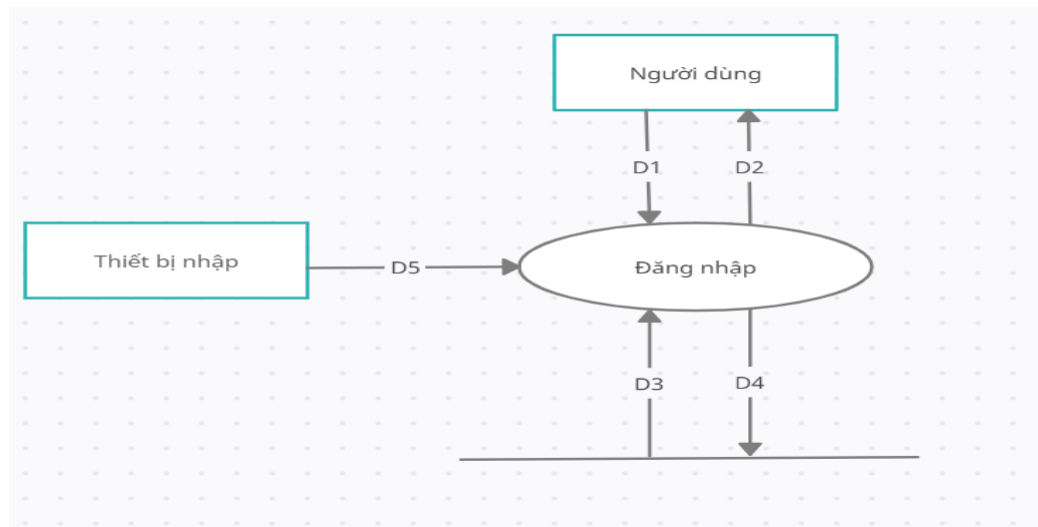 Người dùng
D1
D2
Thiết bị nhập
D5
Đăng nhập
D3
D4